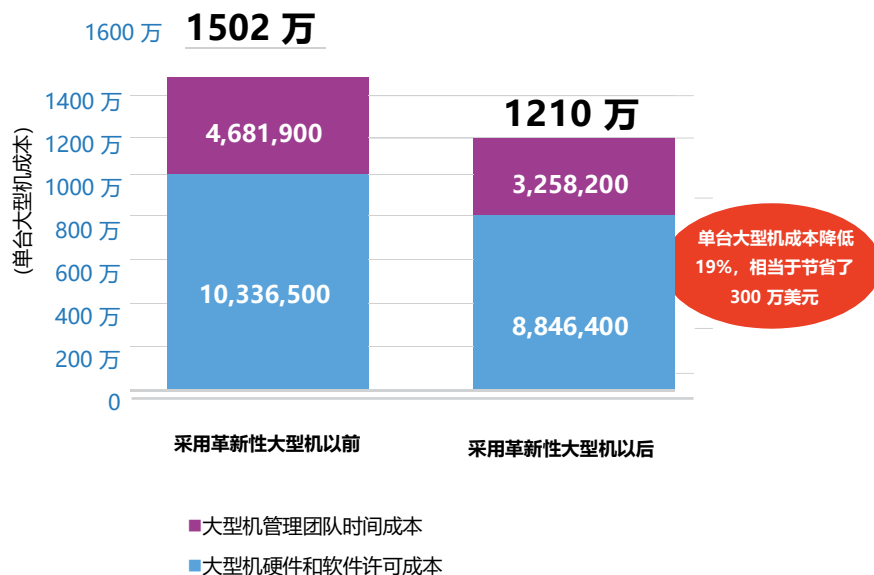 1600 万
1502 万
1400 万
1200 万
1000 万
800 万
600 万
400 万
200 万
0
(单台大型机成本)
4,681,900
10,336,500
1210 万
3,258,200
8,846,400
单台大型机成本降低
19%，相当于节省了
300 万美元
采用革新性大型机以前
采用革新性大型机以后
大型机管理团队时间成本
大型机硬件和软件许可成本